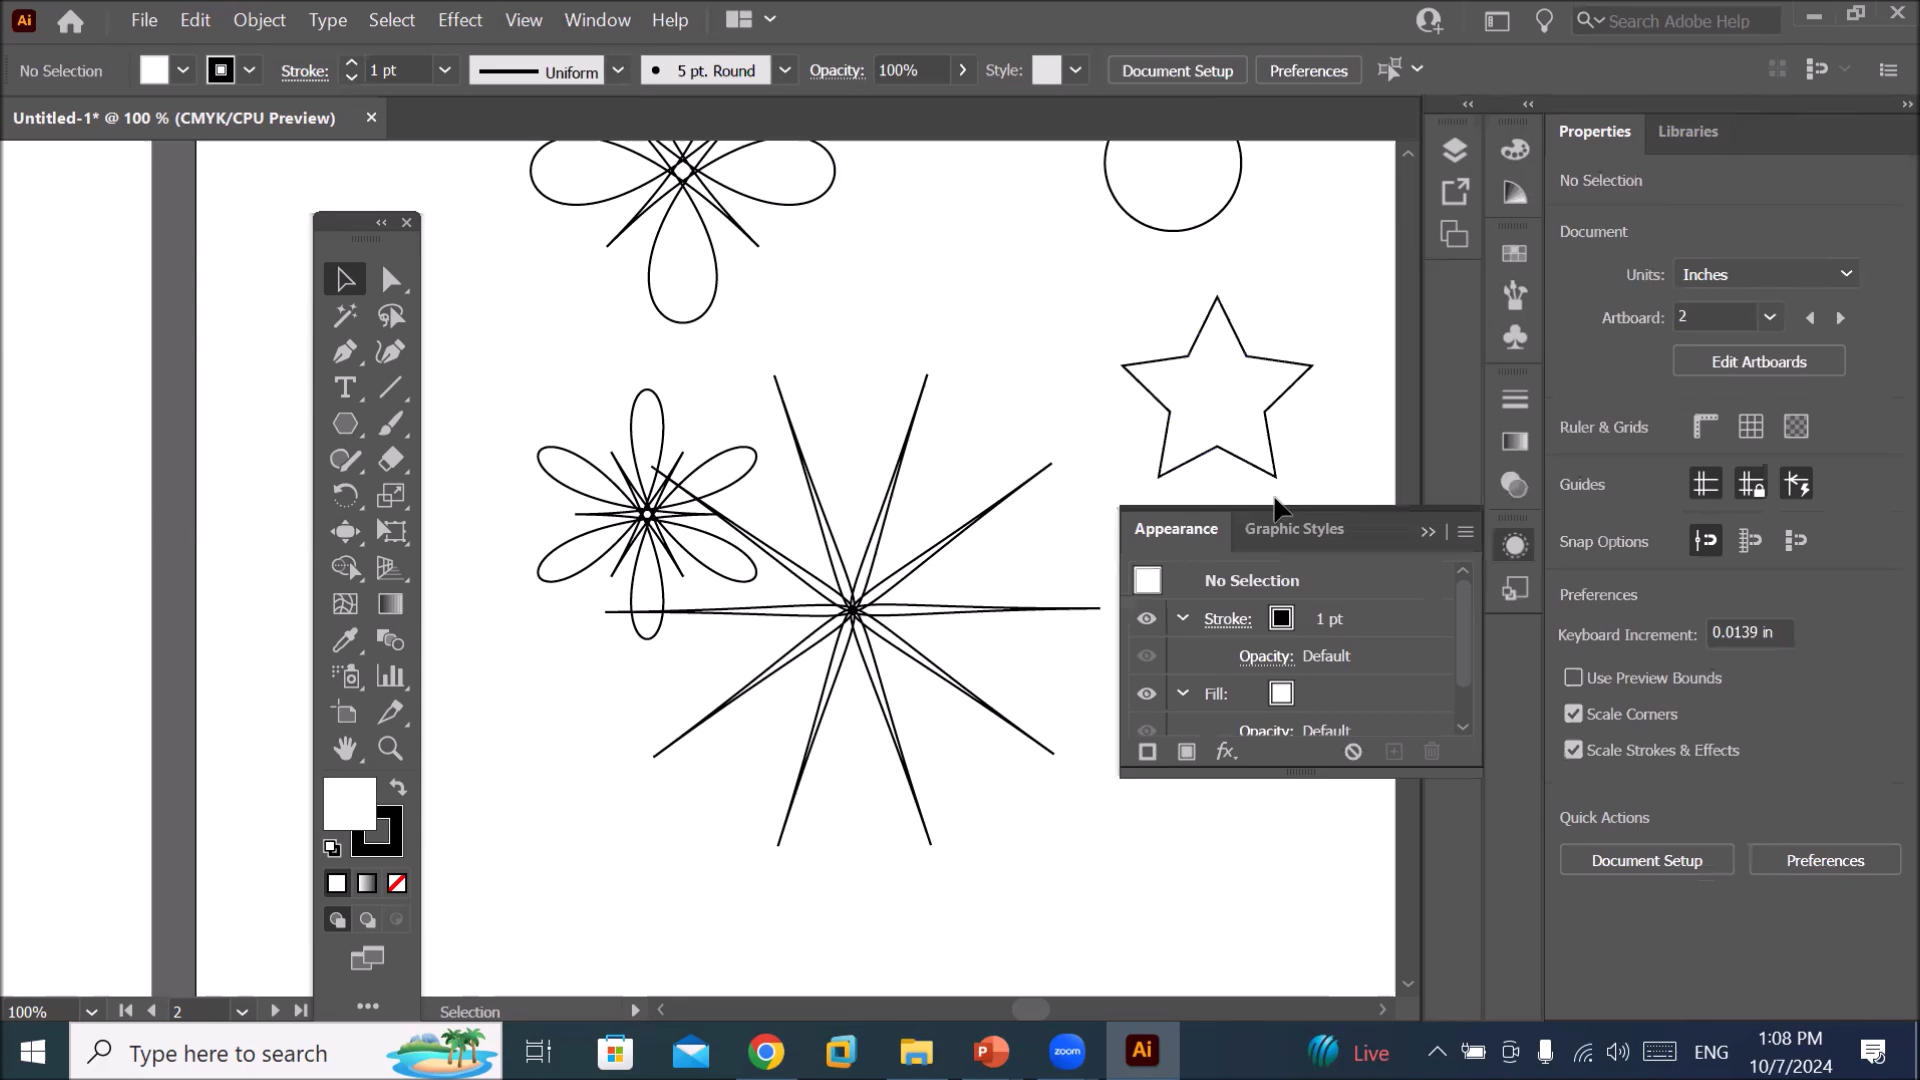 Ai File Edit Object Type Select Effect View Window Help Search Adobe Help
No Selection Stroke: 1 pt Uniform 5 pt. Round Opacity: 100% Style: Document Setup Preferences
Untitled-1* @ 100 % (CMYK/CPU Preview)
Properties Libraries
No Selection
Document
Units: Inches
Artboard: 2
Edit Artboards
Ruler & Grids
Guides
Snap Options
Preferences
Keyboard Increment: 0.0139 in
Use Preview Bounds
Scale Corners
Scale Strokes & Effects
Quick Actions
Document Setup Preferences
Appearance Graphic Styles
No Selection
Stroke: 1 pt
Opacity: Default
Fill:
Opacity: Default
fx
100% 2 Selection
Type here to search
zoom
Ai
Live
ENG
1:08 PM
10/7/2024